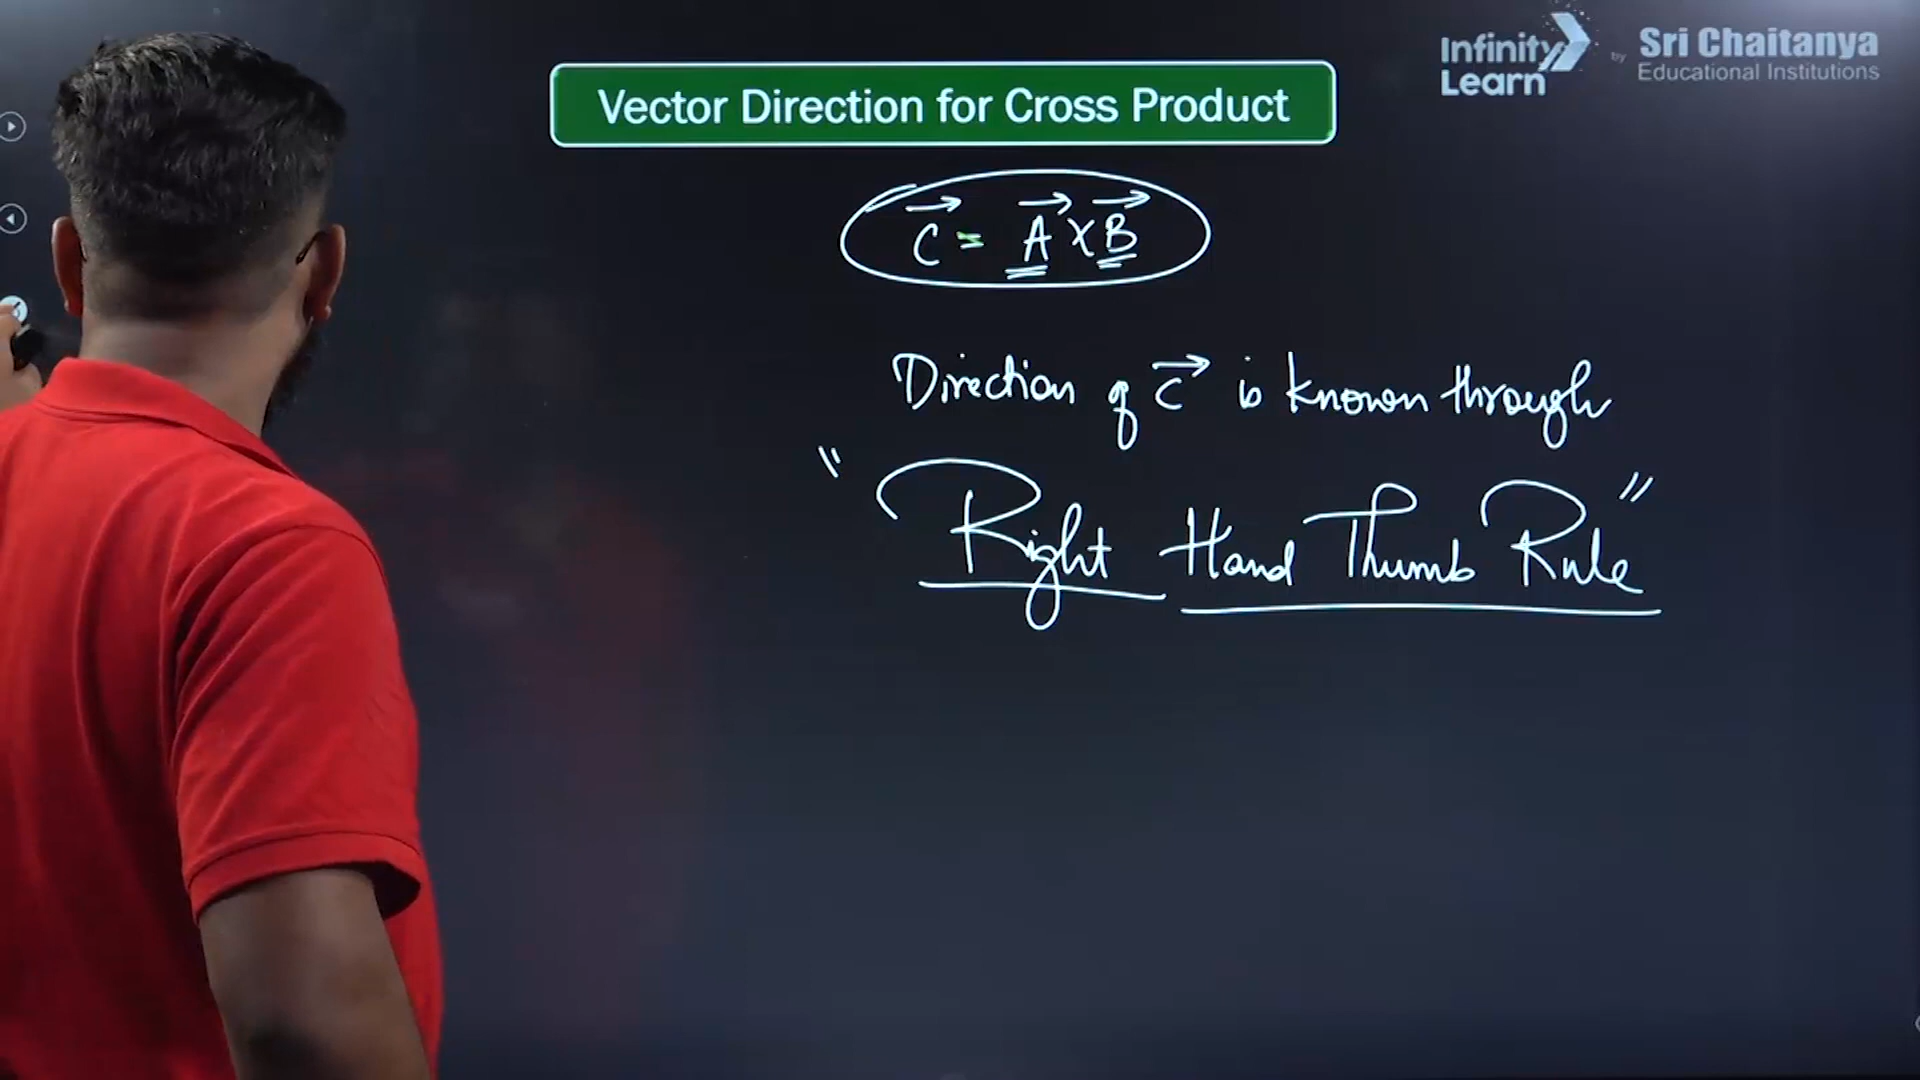 Infinity Learn by Sri Chaitanya Educational Institutions
Vector Direction for Cross Product
C⃗ = A⃗ × B⃗
Direction of C⃗ is known through
"Right Hand Thumb Rule"